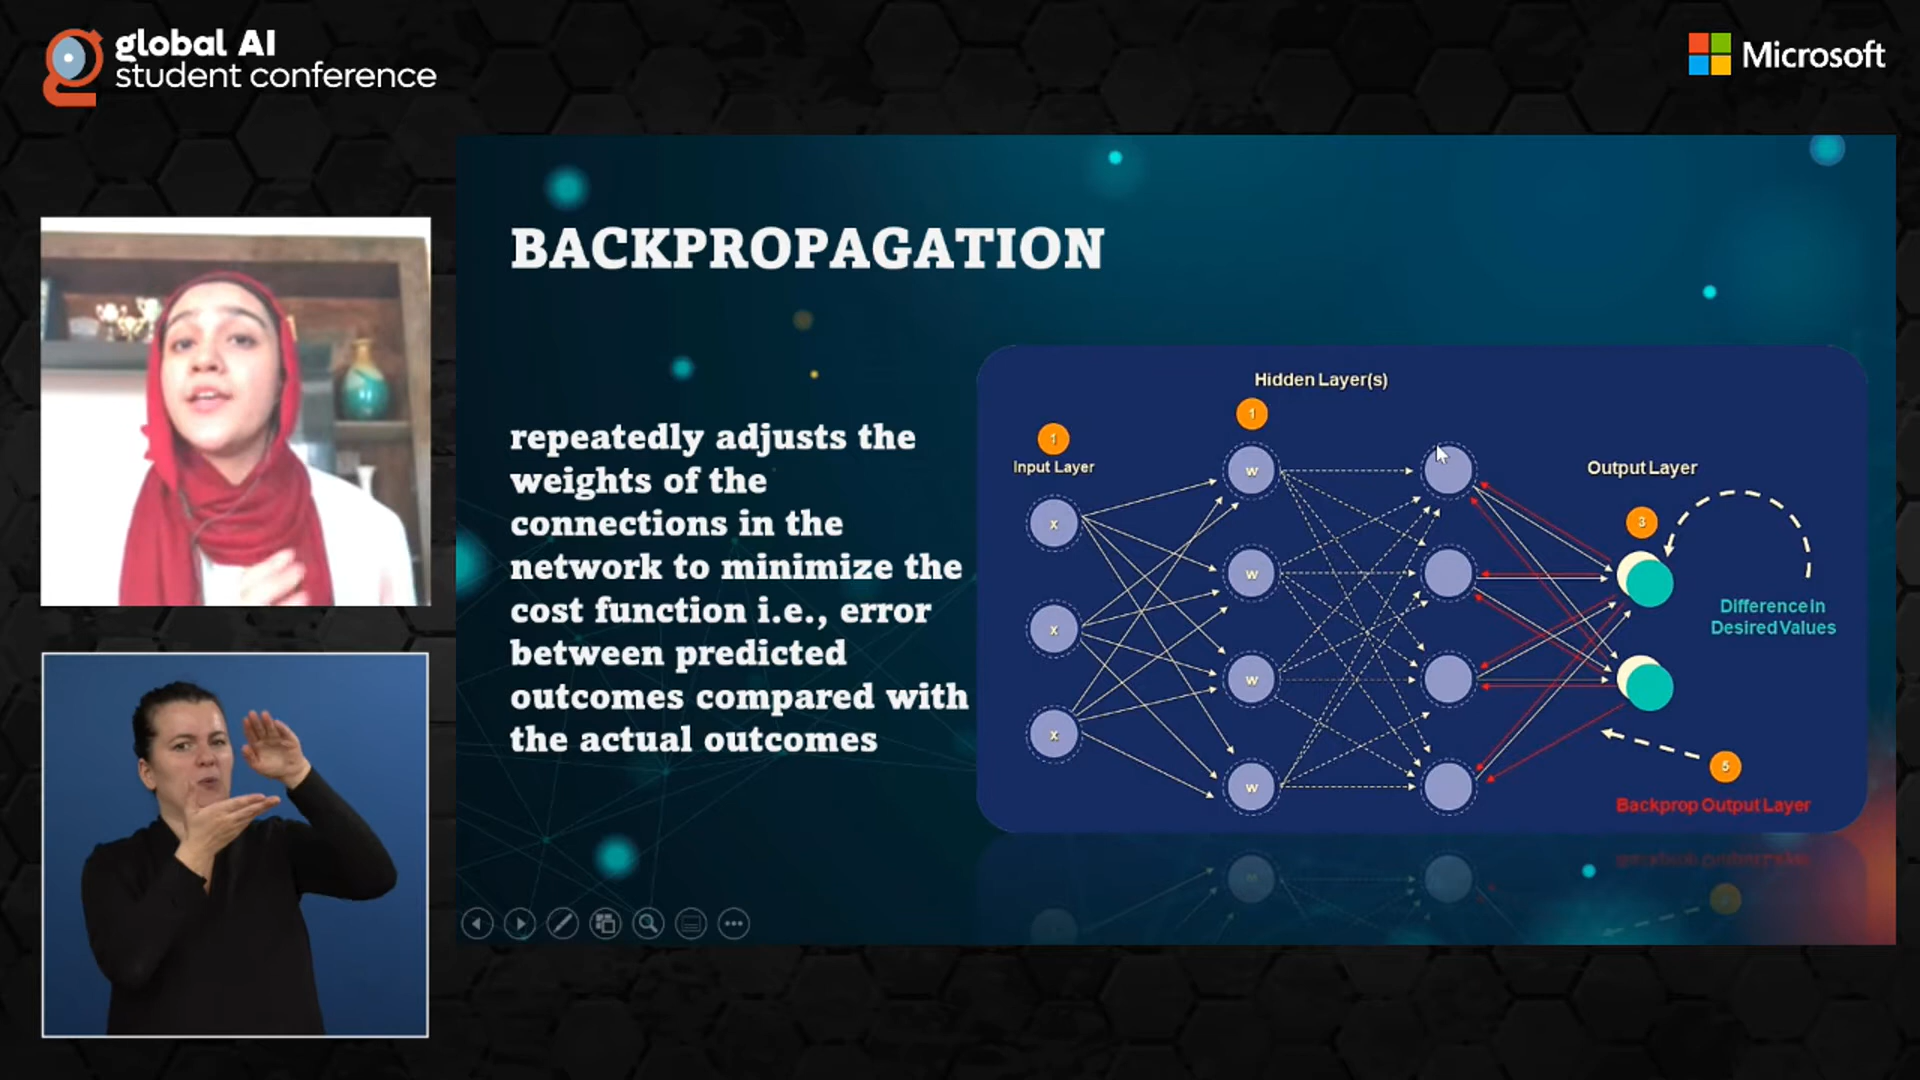 global AI
student conference
Microsoft
BACKPROPAGATION
repeatedly adjusts the
weights of the
connections in the
network to minimize the
cost function i.e., error
between predicted
outcomes compared with
the actual outcomes
Hidden Layer(s)
1
1
Input Layer
Output Layer
3
x
x
x
w
w
w
w
Difference In
Desired Values
5
Backprop Output Layer